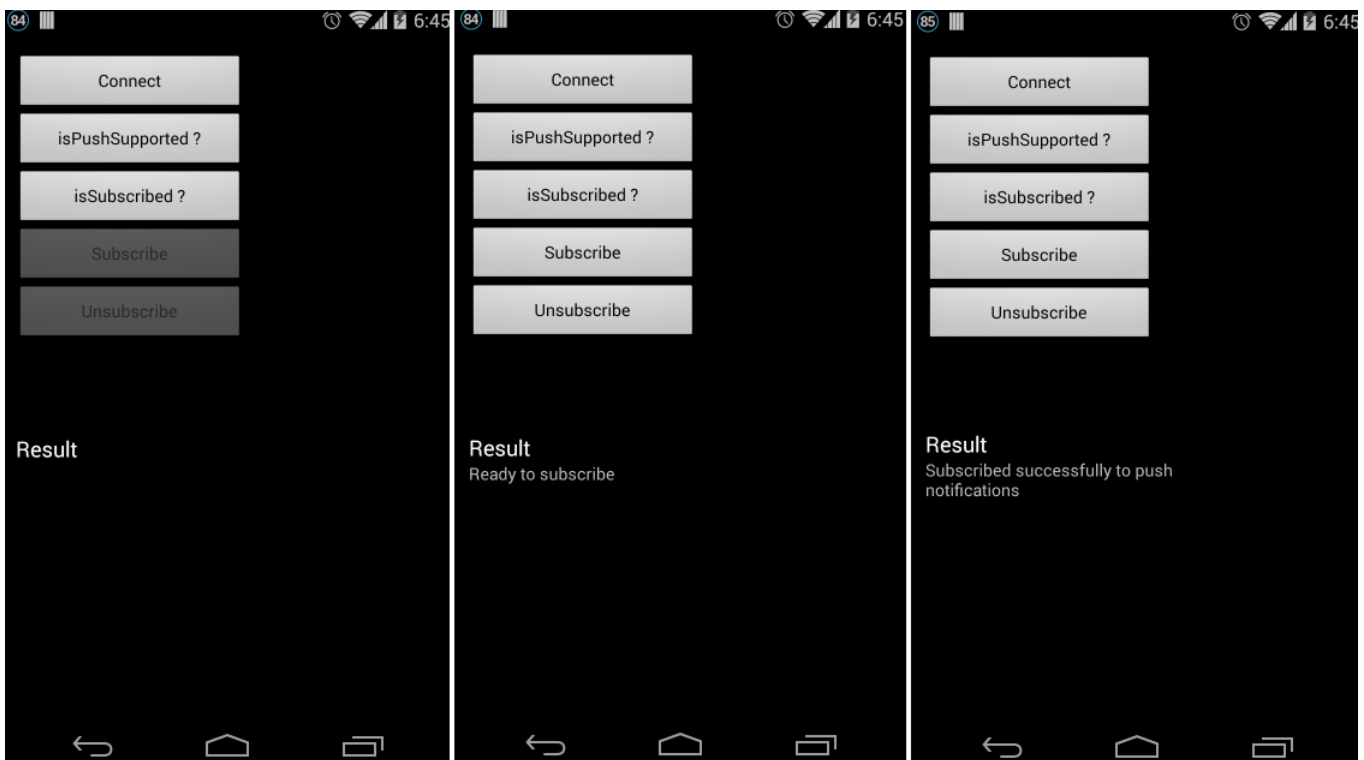 84 6:45
Connect
isPushSupported ?
isSubscribed ?
Subscribe
Unsubscribe
Result
84 6:45
Connect
isPushSupported ?
isSubscribed ?
Subscribe
Unsubscribe
Result
Ready to subscribe
85 6:45
Connect
isPushSupported ?
isSubscribed ?
Subscribe
Unsubscribe
Result
Subscribed successfully to push
notifications